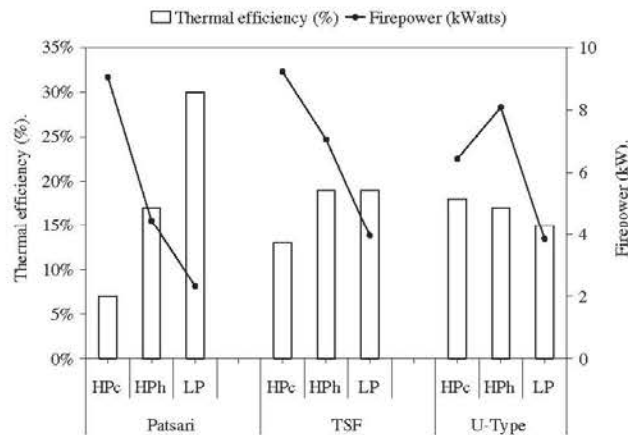 Thermal efficiency (%) Firepower (kWatts)
35% 10
30%
25% 8
20% 6
15% 4
10%
5% 2
0% 0
Thermal efficiency (%).
Firepower (kW).
HPc HPh LP HPc HPh LP HPc HPh LP
Patsari TSF U-Type